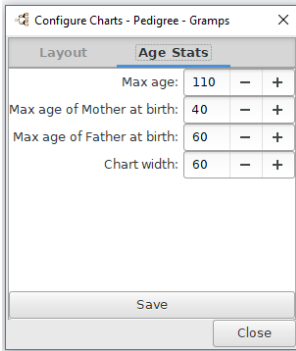 Configure Charts - Pedigree - Gramps
Layout Age Stats
Max age: 110
Max age of Mother at birth: 40
Max age of Father at birth: 60
Chart width: 60
Save
Close